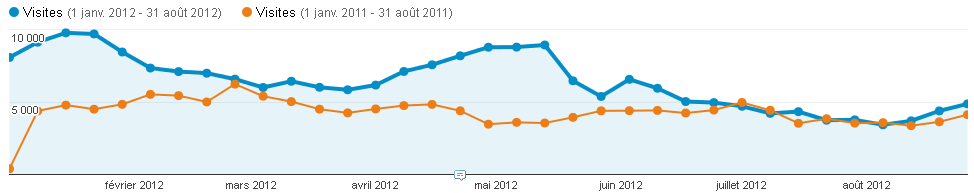 Visites (1 janv. 2012 - 31 août 2012) Visites (1 janv. 2011 - 31 août 2011)
10 000
5 000
février 2012 mars 2012 avril 2012 mai 2012 juin 2012 juillet 2012 août 2012